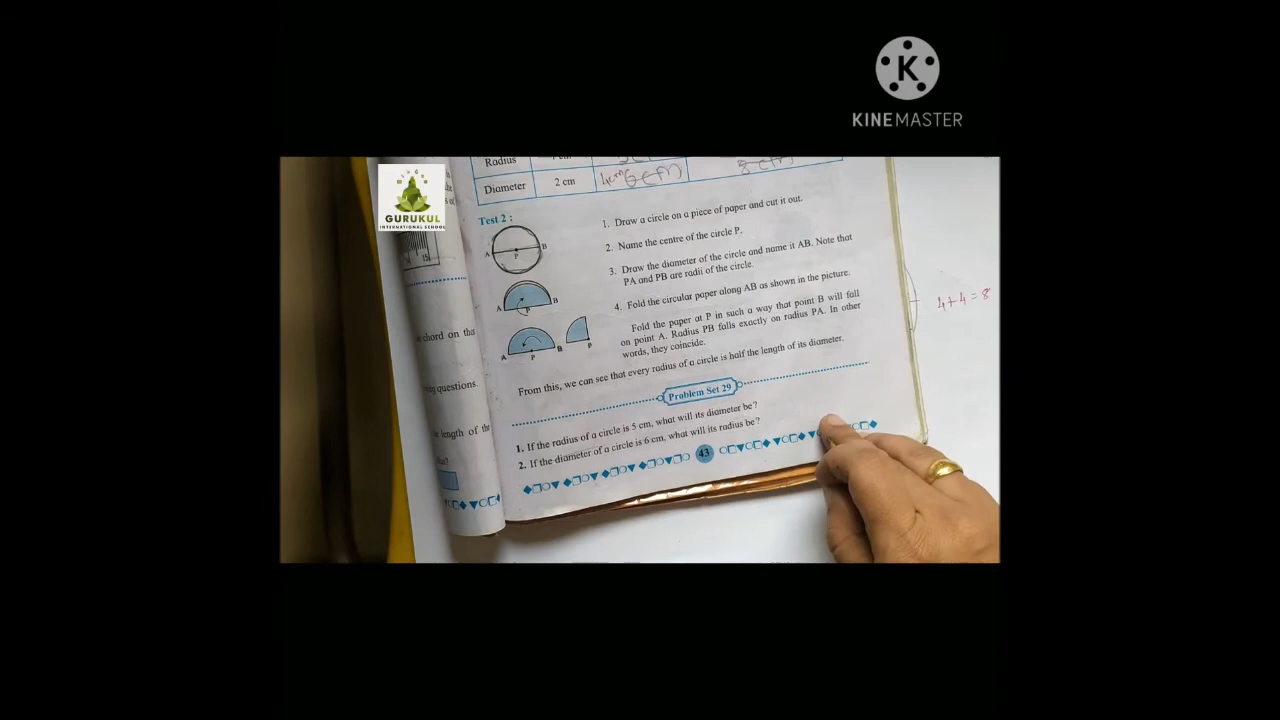 KINEMASTER
GURUKUL
INTERNATIONAL SCHOOL
Radius
Diameter 2 cm
Test 2 :
A B P
1. Draw a circle on a piece of paper and cut it out.
2. Name the centre of the circle P.
3. Draw the diameter of the circle and name it AB. Note that
PA and PB are radii of the circle.
A B P
4. Fold the circular paper along AB as shown in the picture.
A P B P
Fold the paper at P in such a way that point B will fall
on point A. Radius PB falls exactly on radius PA. In other
words, they coincide.
From this, we can see that every radius of a circle is half the length of its diameter.
Problem Set 29
1. If the radius of a circle is 5 cm, what will its diameter be?
2. If the diameter of a circle is 6 cm, what will its radius be?
43
chord on tha
questions.
length of the
15
4+4=8